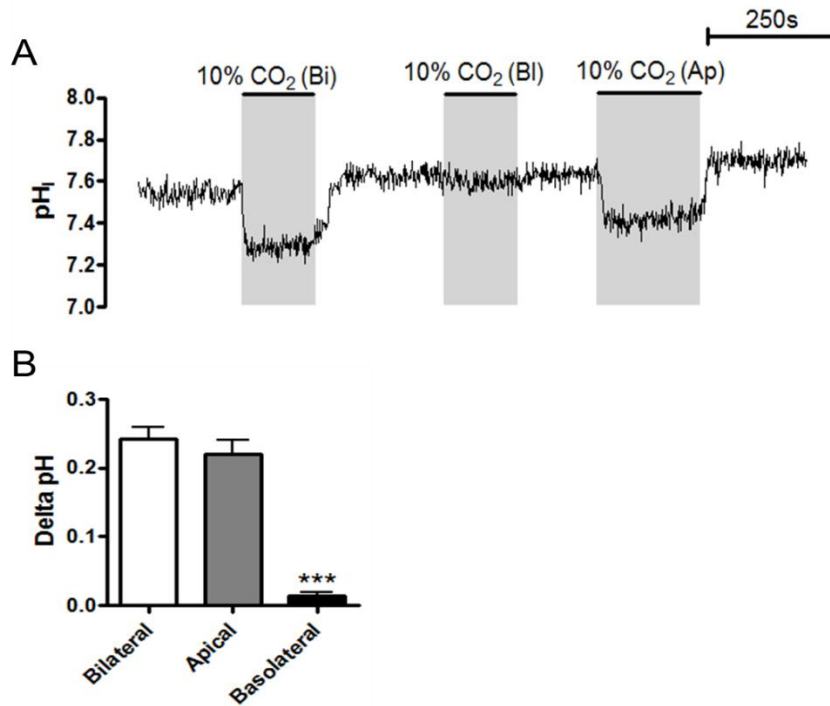 250s
A
10% CO₂ (Bi) 10% CO₂ (Bl) 10% CO₂ (Ap)
8.0
7.8
7.6
7.4
7.2
7.0
pHᵢ
B
0.3
0.2
0.1
0.0
Delta pH
***
Bilateral
Apical
Basolateral